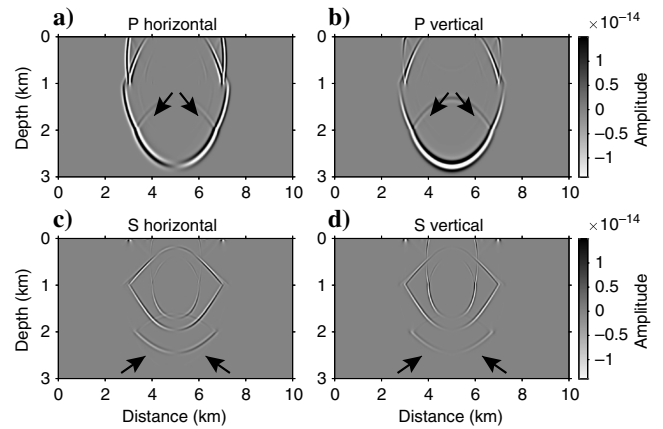 a) P horizontal
b) P vertical
×10⁻¹⁴
0
1
2
3
Depth (km)
0 2 4 6 8 10
0 2 4 6 8 10
1
0.5
0
−0.5
−1
Amplitude
c) S horizontal
d) S vertical
×10⁻¹⁴
0
1
2
3
Depth (km)
0 2 4 6 8 10
0 2 4 6 8 10
Distance (km)
Distance (km)
1
0.5
0
−0.5
−1
Amplitude